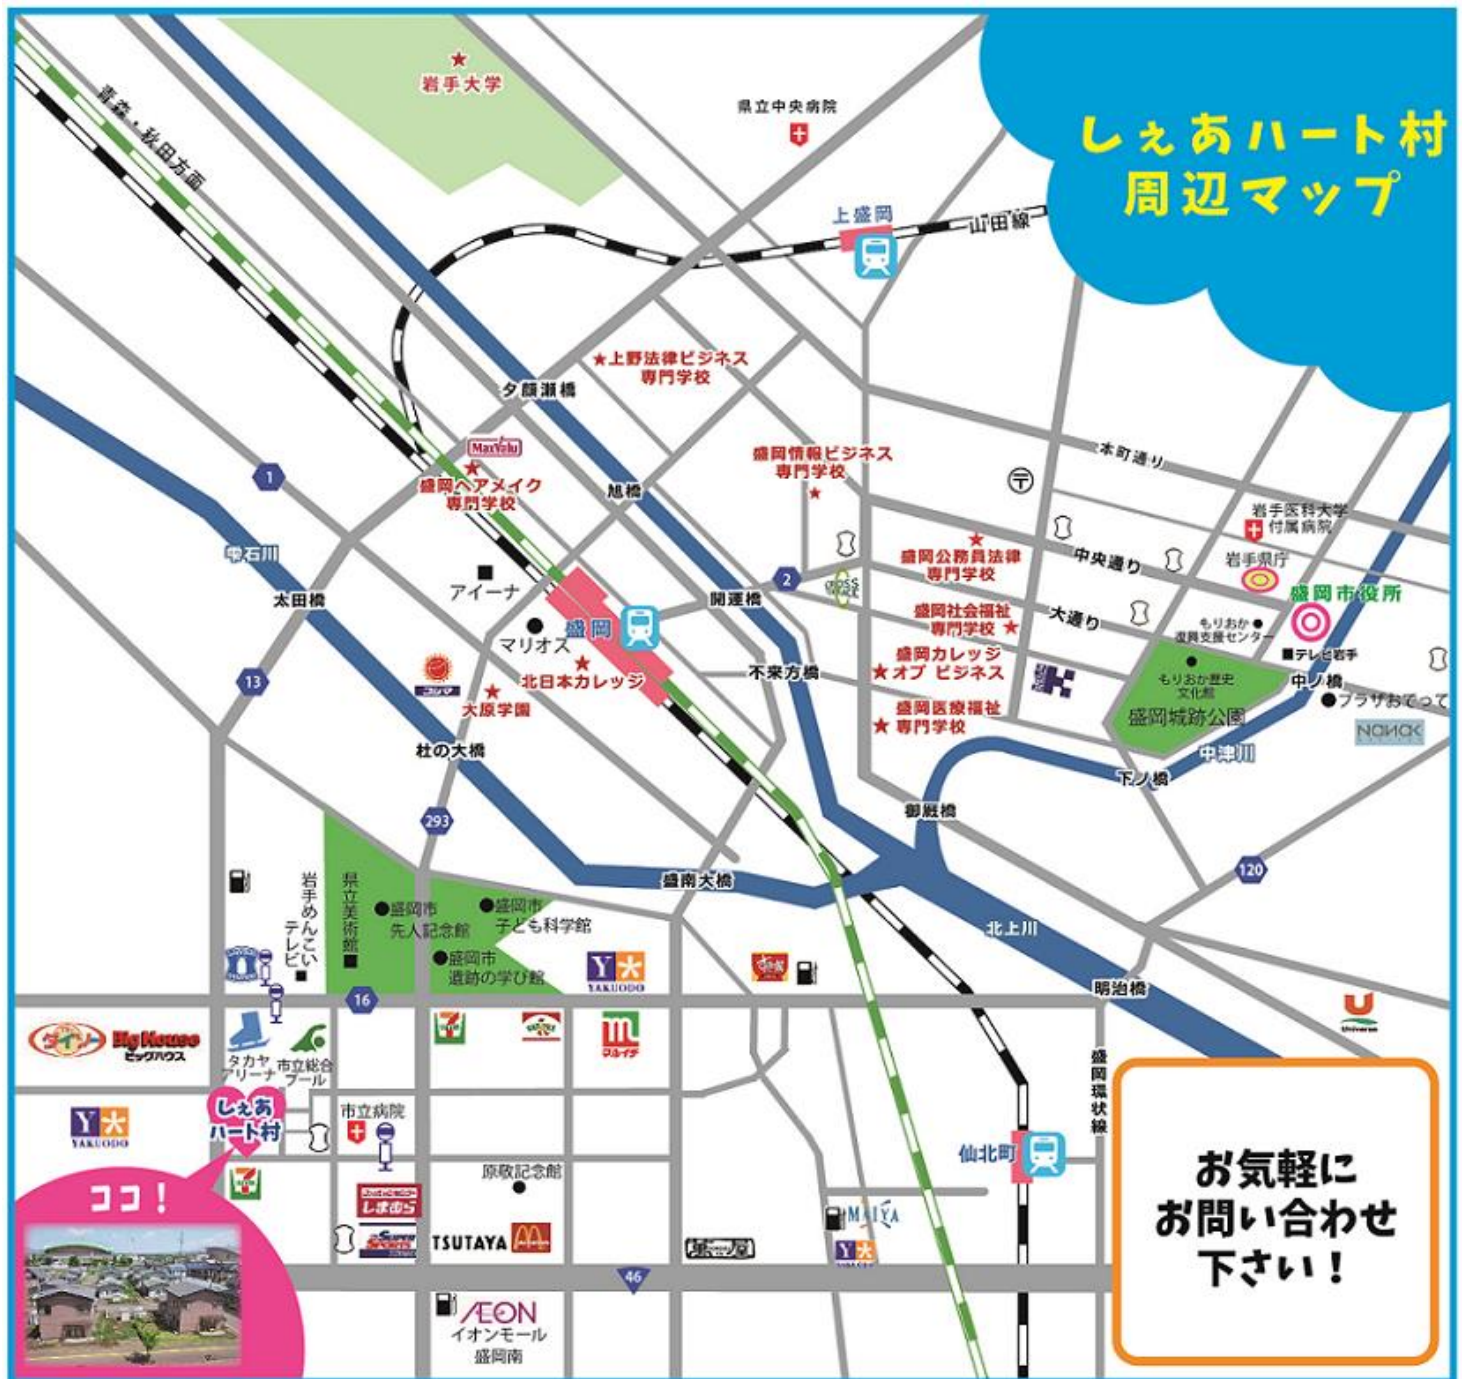 しぇあハート村
周辺マップ
岩手大学
県立中央病院
青森・秋田方面
上盛岡
山田線
上野法律ビジネス
専門学校
夕顔瀬橋
本町通り
MaxValu
盛岡ヘアメイク
専門学校
盛岡情報ビジネス
専門学校
旭橋
1
岩手医科大学
付属病院
雫石川
盛岡公務員法律
専門学校
中央通り
岩手県庁
アイーナ
2
太田橋
開運橋
盛岡市役所
盛岡社会福祉
専門学校
大通り
もりおか
復興支援センター
マリオス
盛岡
テレビ岩手
盛岡カレッジ
オブ ビジネス
不来方橋
北日本カレッジ
もりおか歴史
文化館
中ノ橋
13
コジマ
大原学園
盛岡医療福祉
専門学校
盛岡城跡公園
プラザおでって
NANAK
杜の大橋
中津川
下ノ橋
293
御厩橋
120
盛南大橋
岩手めんこい
テレビ
県立美術館
盛岡市
先人記念館
盛岡市
子ども科学館
北上川
盛岡市
遺跡の学び館
YAKUODO
16
明治橋
ダイソー
Big House
ビッグハウス
タカヤ
アリーナ
市立総合
プール
マルイチ
Universe
盛岡環状線
しぇあ
ハート村
YAKUODO
市立病院
仙北町
原敬記念館
ココ！
しまむら
MAIYA
TSUTAYA
46
ÆON
イオンモール
盛岡南
お気軽に
お問い合わせ
下さい！